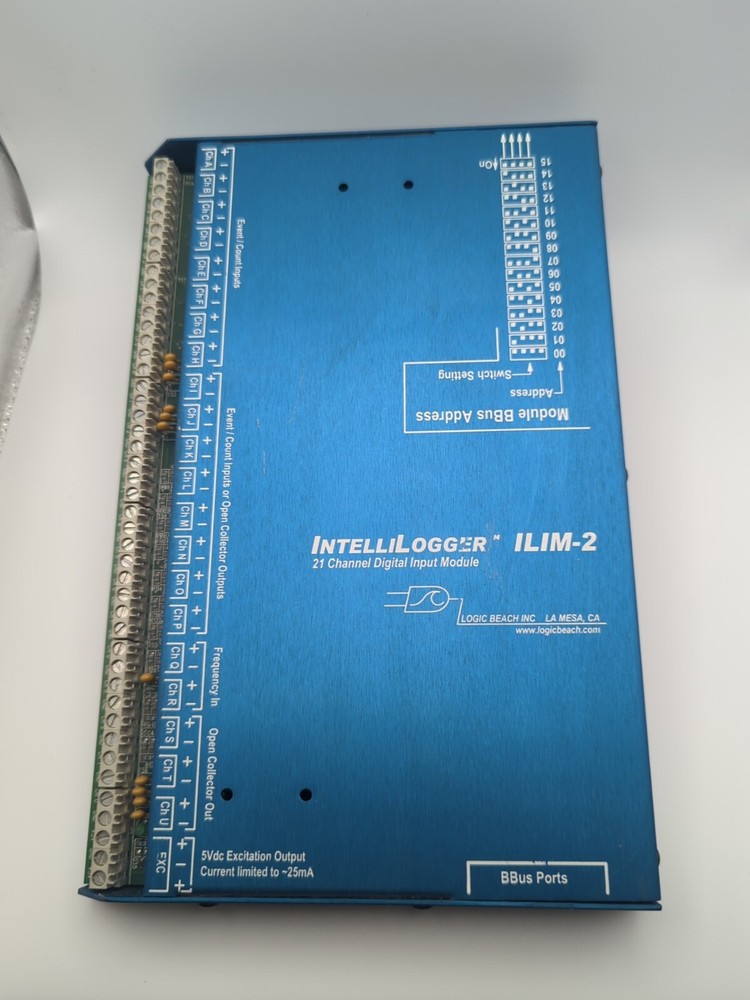 Ch A + −
Ch B + −
Ch C + −
Ch D + −
Ch E + −
Ch F + −
Ch G + −
Ch H + −
Event / Count Inputs
Ch I + −
Ch J + −
Ch K + −
Ch L + −
Ch M + −
Ch N + −
Ch O + −
Ch P + −
Event / Count Inputs or Open Collector Outputs
Ch Q + −
Ch R + −
Frequency In
Ch S + −
Ch T + −
Ch U + −
Open Collector Out
EXC + − +
5Vdc Excitation Output
Current limited to ~25mA
Module BBus Address
Address
Switch Setting
00
01
02
03
04
05
06
07
08
09
10
11
12
13
14
15
On
INTELLILOGGER™ ILIM-2
21 Channel Digital Input Module
LOGIC BEACH INC LA MESA, CA
www.logicbeach.com
BBus Ports